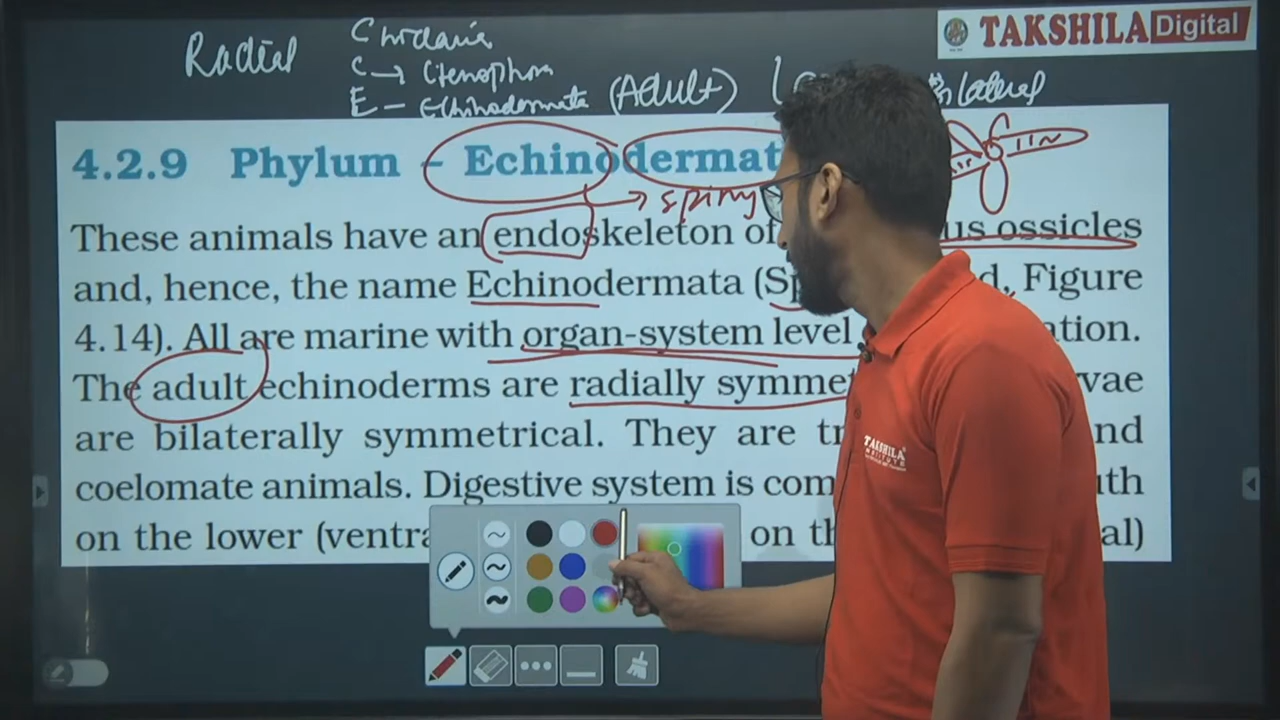 TAKSHILA Digital
Radial
C → Ctenophora
E – Echinodermata (Adult) bilateral
4.2.9 Phylum – Echinodermat
→ spiny
These animals have an endoskeleton of us ossicles
and, hence, the name Echinodermata (Sp d, Figure
4.14). All are marine with organ-system level ation.
The adult echinoderms are radially symme vae
are bilaterally symmetrical. They are tr nd
coelomate animals. Digestive system is com uth
on the lower (ventra on th al)
TAKSHILA
INSTITUTE